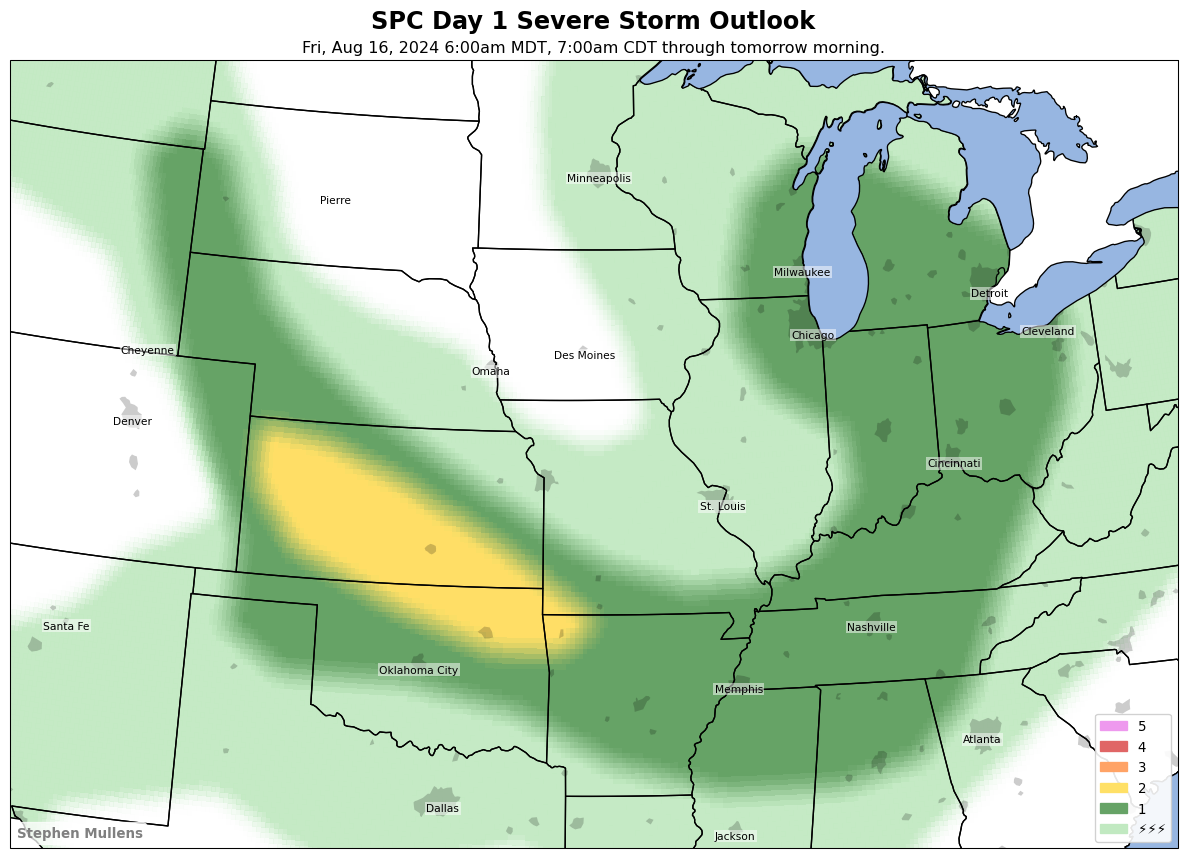 SPC Day 1 Severe Storm Outlook
Fri, Aug 16, 2024 6:00am MDT, 7:00am CDT through tomorrow morning.
Minneapolis
Pierre
Milwaukee
Detroit
Cleveland
Chicago
Cheyenne
Des Moines
Omaha
Denver
Cincinnati
St. Louis
Santa Fe
Nashville
Oklahoma City
Memphis
Atlanta
Dallas
Jackson
5
4
3
2
1
⚡⚡⚡
Stephen Mullens